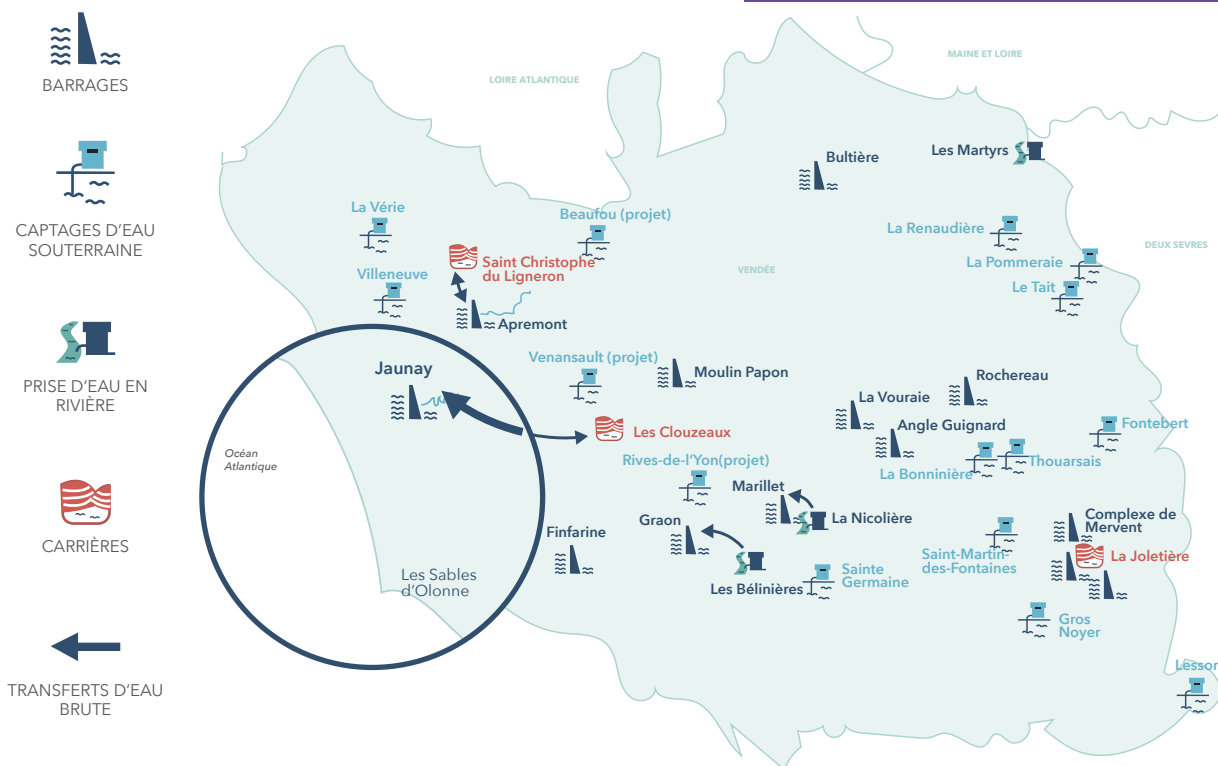 BARRAGES
CAPTAGES D'EAU
SOUTERRAINE
PRISE D'EAU EN
RIVIÈRE
CARRIÈRES
TRANSFERTS D'EAU
BRUTE
MAINE ET LOIRE
LOIRE ATLANTIQUE
Les Martyrs
Bultière
La Vérie
Beaufou (projet)
La Renaudière
DEUX SEVRES
Saint Christophe
du Ligneron
La Pommeraie
VENDÉE
Villeneuve
Le Tait
Apremont
Venansault (projet)
Jaunay
Moulin Papon
Rochereau
La Vouraie
Angle Guignard
Fontebert
Les Clouzeaux
Océan
Atlantique
Rives-de-l'Yon(projet)
La Bonninière
Thouarsais
Marillet
La Nicolière
Graon
Complexe de
Mervent
Finfarine
Saint-Martin-
des-Fontaines
La Joletière
Les Sables
d'Olonne
Les Bélinières
Sainte
Germaine
Gros
Noyer
Lesson